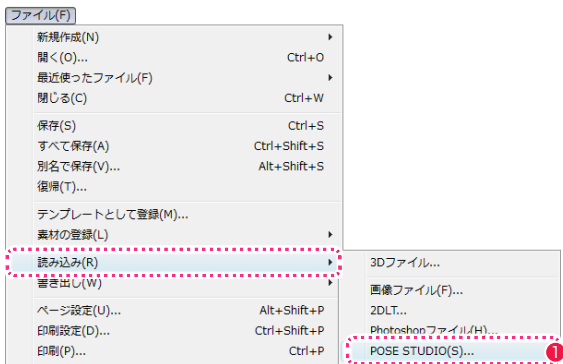 ファイル(F)
新規作成(N)
開く(O)... Ctrl+O
最近使ったファイル(F)
閉じる(C) Ctrl+W
保存(S) Ctrl+S
すべて保存(A) Ctrl+Shift+S
別名で保存(V)... Alt+Shift+S
復帰(T)...
テンプレートとして登録(M)...
素材の登録(L)
読み込み(R)
3Dファイル...
書き出し(W)
画像ファイル(F)...
ページ設定(U)... Alt+Shift+P
2DLT...
印刷設定(D)... Ctrl+Shift+P
Photoshopファイル(H)...
印刷(P)... Ctrl+P
POSE STUDIO(S)... 1